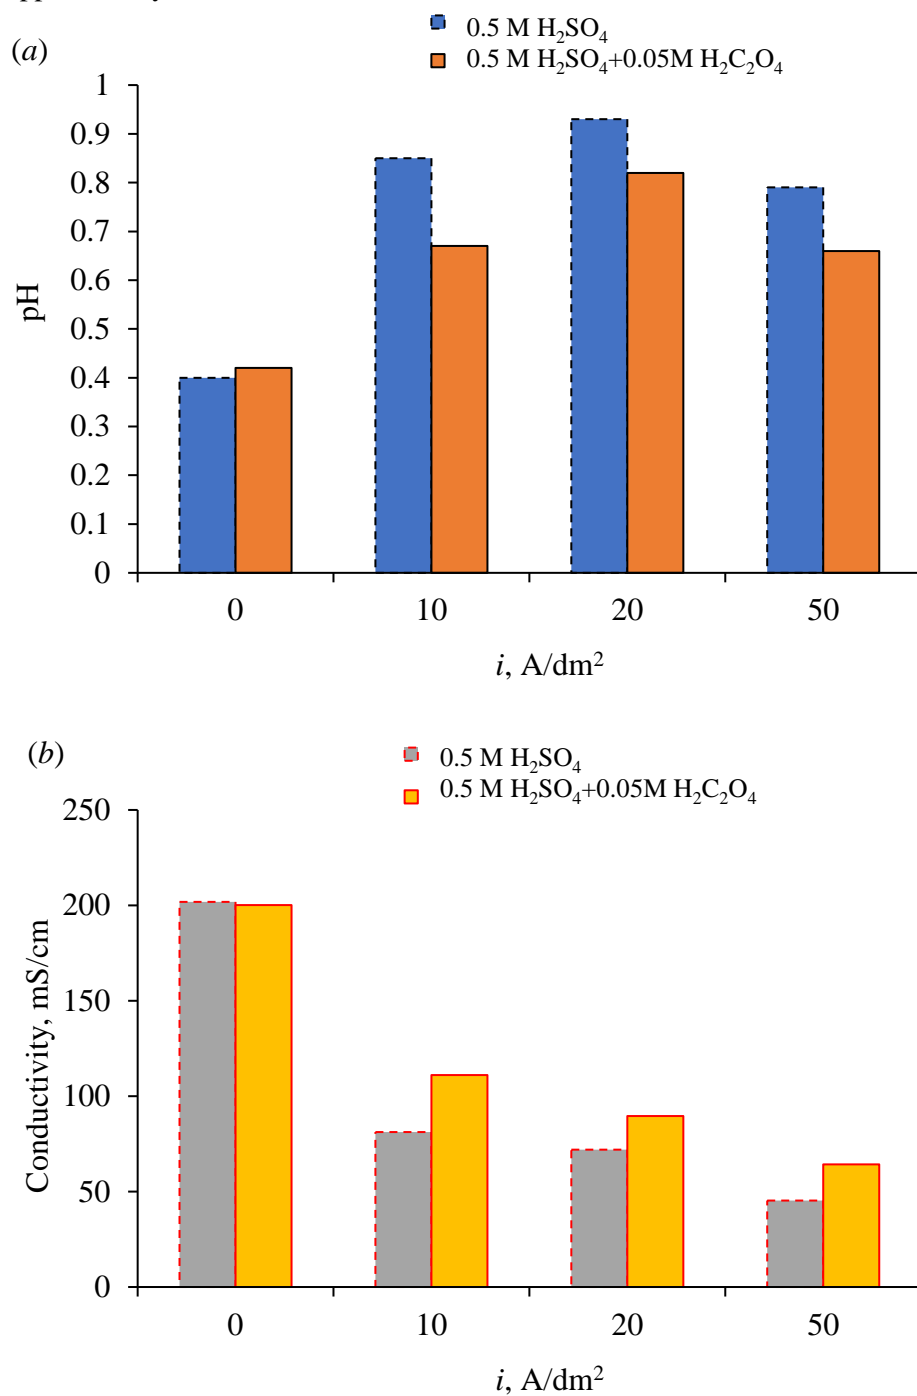 (a)
0.5 M H₂SO₄
0.5 M H₂SO₄+0.05M H₂C₂O₄
1
0.9
0.8
0.7
0.6
0.5
0.4
0.3
0.2
0.1
0
pH
0 10 20 50
i, A/dm²
(b)
0.5 M H₂SO₄
0.5 M H₂SO₄+0.05M H₂C₂O₄
250
200
150
100
50
0
Conductivity, mS/cm
0 10 20 50
i, A/dm²